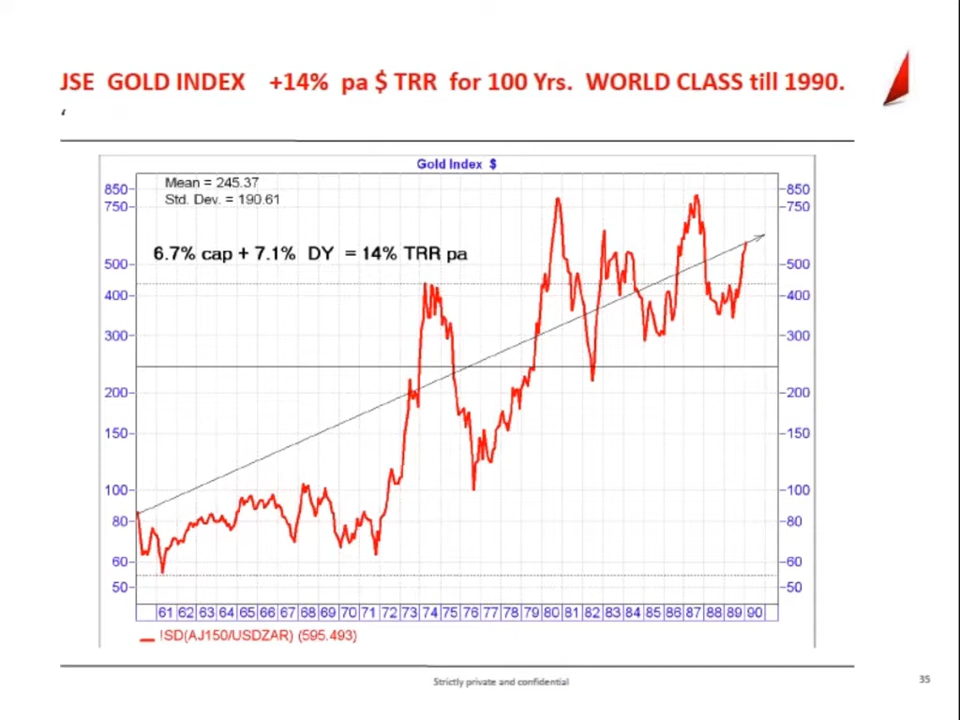 JSE GOLD INDEX +14% pa $ TRR for 100 Yrs. WORLD CLASS till 1990.
‘
Gold Index $
Mean = 245.37
Std. Dev. = 190.61
6.7% cap + 7.1% DY = 14% TRR pa
850 850
750 750
500 500
400 400
300 300
200 200
150 150
100 100
80 80
60 60
50 50
61 62 63 64 65 66 67 68 69 70 71 72 73 74 75 76 77 78 79 80 81 82 83 84 85 86 87 88 89 90
!SD(AJ150/USDZAR) (595.493)
Strictly private and confidential
35